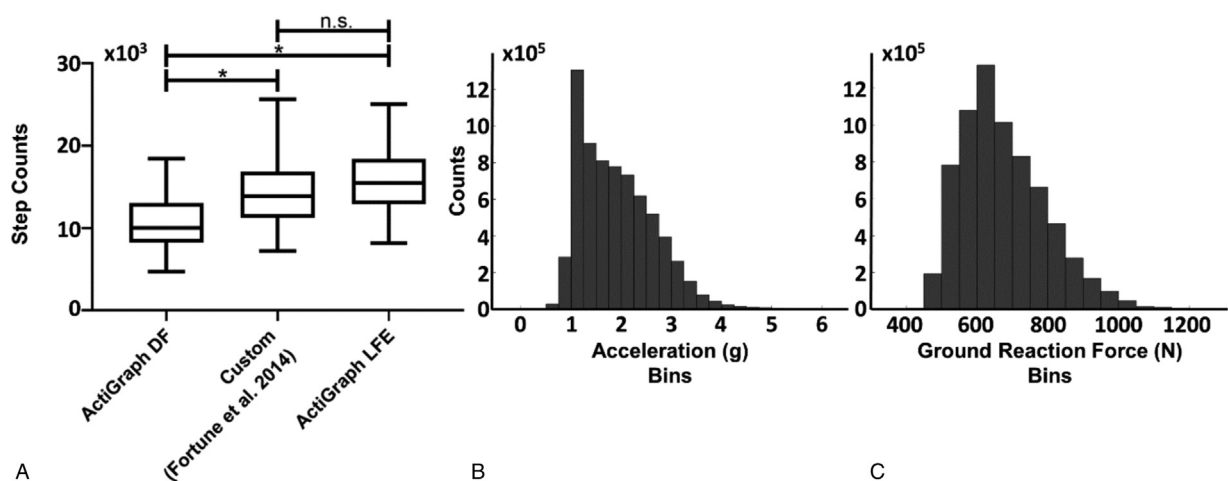 n.s.
x10³
*
*
30
20
10
0
Step Counts
ActiGraph DF
Custom
(Fortune et al. 2014)
ActiGraph LFE
A
x10⁵
12
10
8
6
4
2
0
Counts
0 1 2 3 4 5 6
Acceleration (g)
Bins
B
x10⁵
12
10
8
6
4
2
0
400 600 800 1000 1200
Ground Reaction Force (N)
Bins
C